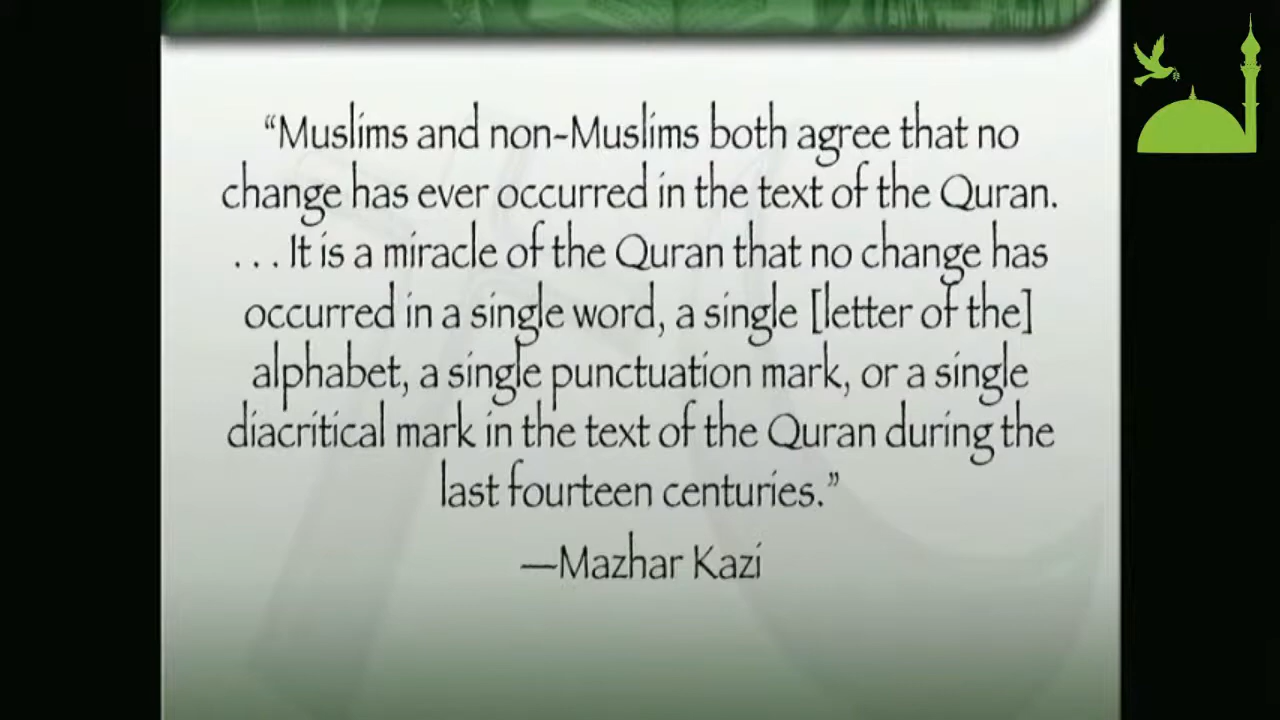 “Muslims and non-Muslims both agree that no
change has ever occurred in the text of the Quran.
. . . It is a miracle of the Quran that no change has
occurred in a single word, a single [letter of the]
alphabet, a single punctuation mark, or a single
diacritical mark in the text of the Quran during the
last fourteen centuries.”
—Mazhar Kazi